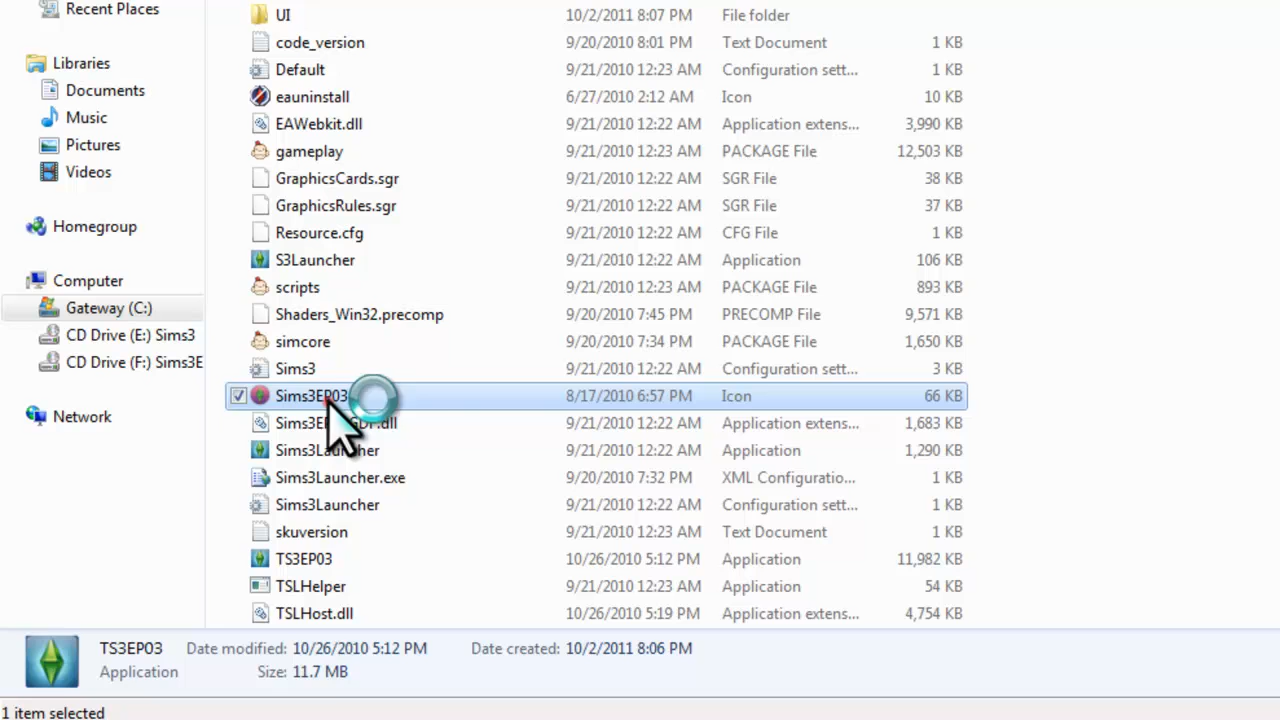 Recent Places
UI 10/2/2011 8:07 PM File folder
code_version 9/20/2010 8:01 PM Text Document 1 KB
Libraries
Default 9/21/2010 12:23 AM Configuration sett... 1 KB
Documents
eauninstall 6/27/2010 2:12 AM Icon 10 KB
Music
EAWebkit.dll 9/21/2010 12:22 AM Application extens... 3,990 KB
Pictures
gameplay 9/21/2010 12:23 AM PACKAGE File 12,503 KB
Videos
GraphicsCards.sgr 9/21/2010 12:22 AM SGR File 38 KB
GraphicsRules.sgr 9/21/2010 12:22 AM SGR File 37 KB
Homegroup
Resource.cfg 9/21/2010 12:22 AM CFG File 1 KB
S3Launcher 9/21/2010 12:22 AM Application 106 KB
Computer
scripts 9/21/2010 12:23 AM PACKAGE File 893 KB
Gateway (C:)
Shaders_Win32.precomp 9/20/2010 7:45 PM PRECOMP File 9,571 KB
CD Drive (E:) Sims3
simcore 9/20/2010 7:34 PM PACKAGE File 1,650 KB
CD Drive (F:) Sims3E
Sims3 9/21/2010 12:22 AM Configuration sett... 3 KB
Sims3EP03 8/17/2010 6:57 PM Icon 66 KB
Network
9/21/2010 12:22 AM Application extens... 1,683 KB
Sims3Launcher 9/21/2010 12:22 AM Application 1,290 KB
Sims3Launcher.exe 9/20/2010 7:32 PM XML Configuratio... 1 KB
Sims3Launcher 9/21/2010 12:22 AM Configuration sett... 1 KB
skuversion 9/21/2010 12:23 AM Text Document 1 KB
TS3EP03 10/26/2010 5:12 PM Application 11,982 KB
TSLHelper 9/21/2010 12:23 AM Application 54 KB
TSLHost.dll 10/26/2010 5:19 PM Application extens... 4,754 KB
TS3EP03 Date modified: 10/26/2010 5:12 PM Date created: 10/2/2011 8:06 PM
Application Size: 11.7 MB
1 item selected